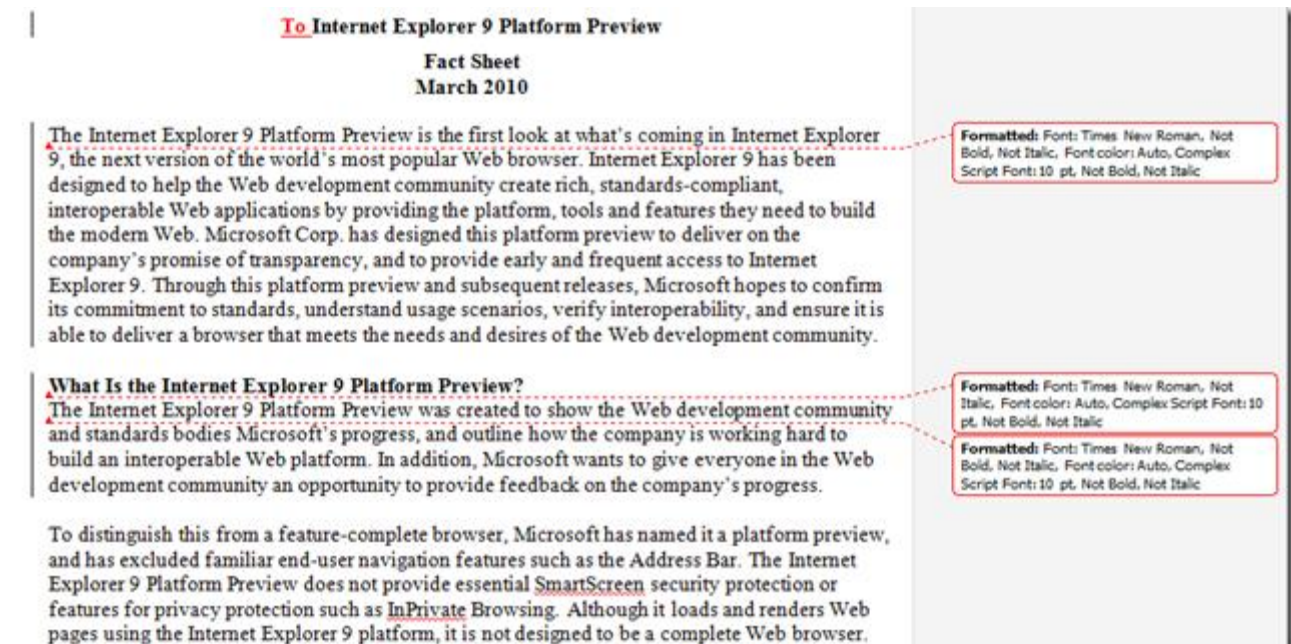 To Internet Explorer 9 Platform Preview
Fact Sheet
March 2010
The Internet Explorer 9 Platform Preview is the first look at what's coming in Internet Explorer
9, the next version of the world's most popular Web browser. Internet Explorer 9 has been
designed to help the Web development community create rich, standards-compliant,
interoperable Web applications by providing the platform, tools and features they need to build
the modern Web. Microsoft Corp. has designed this platform preview to deliver on the
company's promise of transparency, and to provide early and frequent access to Internet
Explorer 9. Through this platform preview and subsequent releases, Microsoft hopes to confirm
its commitment to standards, understand usage scenarios, verify interoperability, and ensure it is
able to deliver a browser that meets the needs and desires of the Web development community.
What Is the Internet Explorer 9 Platform Preview?
The Internet Explorer 9 Platform Preview was created to show the Web development community
and standards bodies Microsoft's progress, and outline how the company is working hard to
build an interoperable Web platform. In addition, Microsoft wants to give everyone in the Web
development community an opportunity to provide feedback on the company's progress.
To distinguish this from a feature-complete browser, Microsoft has named it a platform preview,
and has excluded familiar end-user navigation features such as the Address Bar. The Internet
Explorer 9 Platform Preview does not provide essential SmartScreen security protection or
features for privacy protection such as InPrivate Browsing. Although it loads and renders Web
pages using the Internet Explorer 9 platform, it is not designed to be a complete Web browser.
Formatted: Font: Times New Roman, Not
Bold, Not Italic, Font color: Auto, Complex
Script Font: 10 pt, Not Bold, Not Italic
Formatted: Font: Times New Roman, Not
Italic, Font color: Auto, Complex Script Font: 10
pt, Not Bold, Not Italic
Formatted: Font: Times New Roman, Not
Bold, Not Italic, Font color: Auto, Complex
Script Font: 10 pt, Not Bold, Not Italic